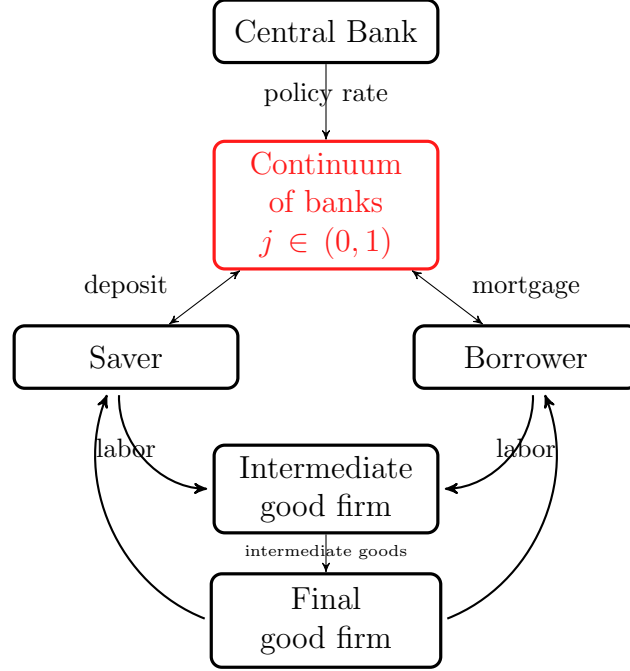 Central Bank
policy rate
Continuum
of banks
j ∈ (0, 1)
deposit
mortgage
Saver
Borrower
labor
labor
Intermediate
good firm
intermediate goods
Final
good firm